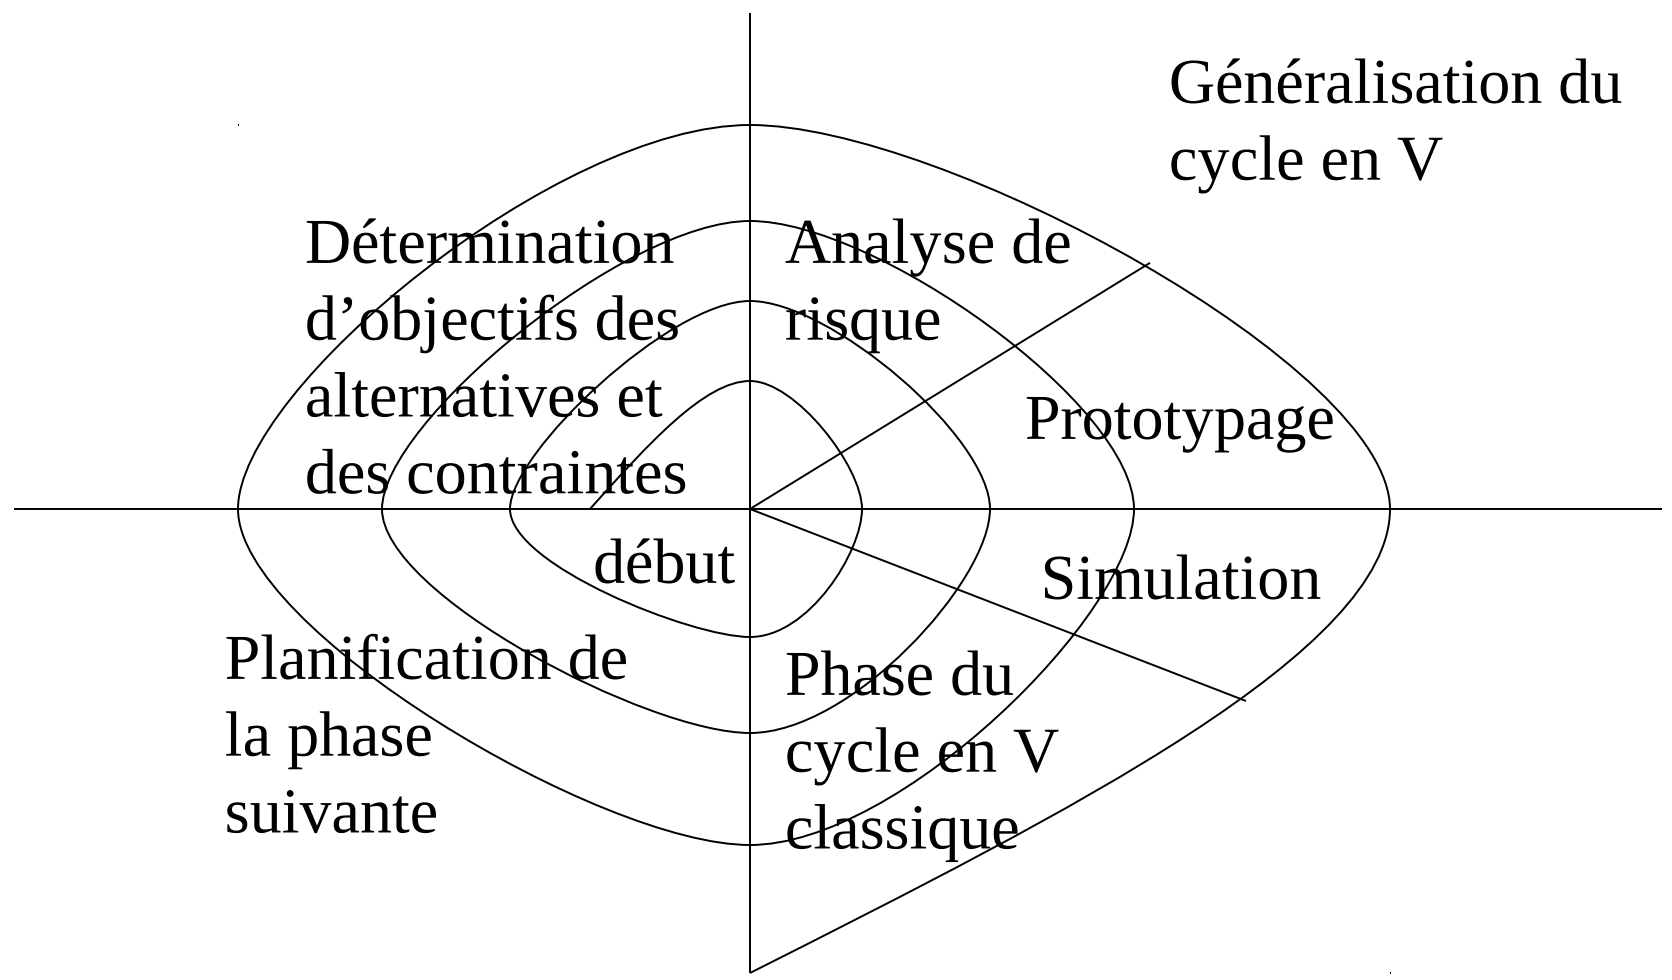 Généralisation du
cycle en V
Détermination
d’objectifs des
alternatives et
des contraintes
Analyse de
risque
Prototypage
début
Simulation
Planification de
la phase
suivante
Phase du
cycle en V
classique